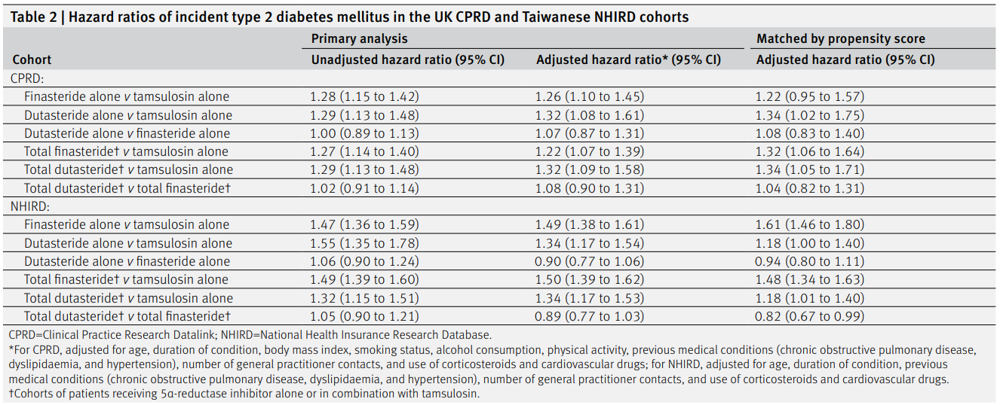 Table 2 | Hazard ratios of incident type 2 diabetes mellitus in the UK CPRD and Taiwanese NHIRD cohorts
Primary analysis Matched by propensity score
Cohort Unadjusted hazard ratio (95% CI) Adjusted hazard ratio* (95% CI) Adjusted hazard ratio (95% CI)
CPRD:
Finasteride alone v tamsulosin alone 1.28 (1.15 to 1.42) 1.26 (1.10 to 1.45) 1.22 (0.95 to 1.57)
Dutasteride alone v tamsulosin alone 1.29 (1.13 to 1.48) 1.32 (1.08 to 1.61) 1.34 (1.02 to 1.75)
Dutasteride alone v finasteride alone 1.00 (0.89 to 1.13) 1.07 (0.87 to 1.31) 1.08 (0.83 to 1.40)
Total finasteride† v tamsulosin alone 1.27 (1.14 to 1.40) 1.22 (1.07 to 1.39) 1.32 (1.06 to 1.64)
Total dutasteride† v tamsulosin alone 1.29 (1.13 to 1.48) 1.32 (1.09 to 1.58) 1.34 (1.05 to 1.71)
Total dutasteride† v total finasteride† 1.02 (0.91 to 1.14) 1.08 (0.90 to 1.31) 1.04 (0.82 to 1.31)
NHIRD:
Finasteride alone v tamsulosin alone 1.47 (1.36 to 1.59) 1.49 (1.38 to 1.61) 1.61 (1.46 to 1.80)
Dutasteride alone v tamsulosin alone 1.55 (1.35 to 1.78) 1.34 (1.17 to 1.54) 1.18 (1.00 to 1.40)
Dutasteride alone v finasteride alone 1.06 (0.90 to 1.24) 0.90 (0.77 to 1.06) 0.94 (0.80 to 1.11)
Total finasteride† v tamsulosin alone 1.49 (1.39 to 1.60) 1.50 (1.39 to 1.62) 1.48 (1.34 to 1.63)
Total dutasteride† v tamsulosin alone 1.32 (1.15 to 1.51) 1.34 (1.17 to 1.53) 1.18 (1.01 to 1.40)
Total dutasteride† v total finasteride† 1.05 (0.90 to 1.21) 0.89 (0.77 to 1.03) 0.82 (0.67 to 0.99)
CPRD=Clinical Practice Research Datalink; NHIRD=National Health Insurance Research Database.
*For CPRD, adjusted for age, duration of condition, body mass index, smoking status, alcohol consumption, physical activity, previous medical conditions (chronic obstructive pulmonary disease,
dyslipidaemia, and hypertension), number of general practitioner contacts, and use of corticosteroids and cardiovascular drugs; for NHIRD, adjusted for age, duration of condition, previous
medical conditions (chronic obstructive pulmonary disease, dyslipidaemia, and hypertension), number of general practitioner contacts, and use of corticosteroids and cardiovascular drugs.
†Cohorts of patients receiving 5α-reductase inhibitor alone or in combination with tamsulosin.